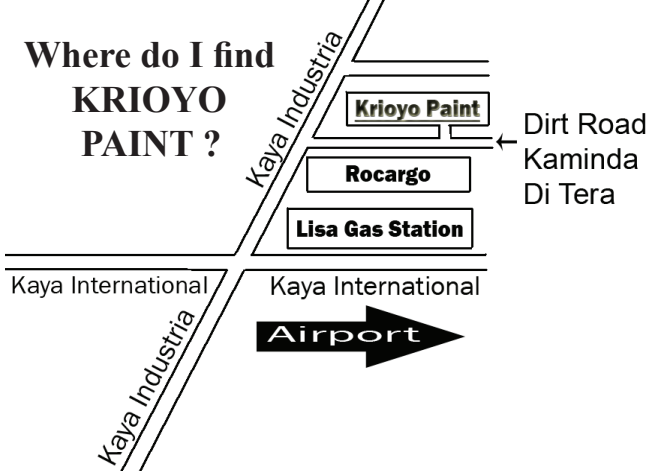 Where do I find
KRIOYO
PAINT ?
Kaya Industria
Krioyo Paint
Dirt Road
Kaminda
Di Tera
Rocargo
Lisa Gas Station
Kaya International
Kaya International
Airport
Kaya Industria